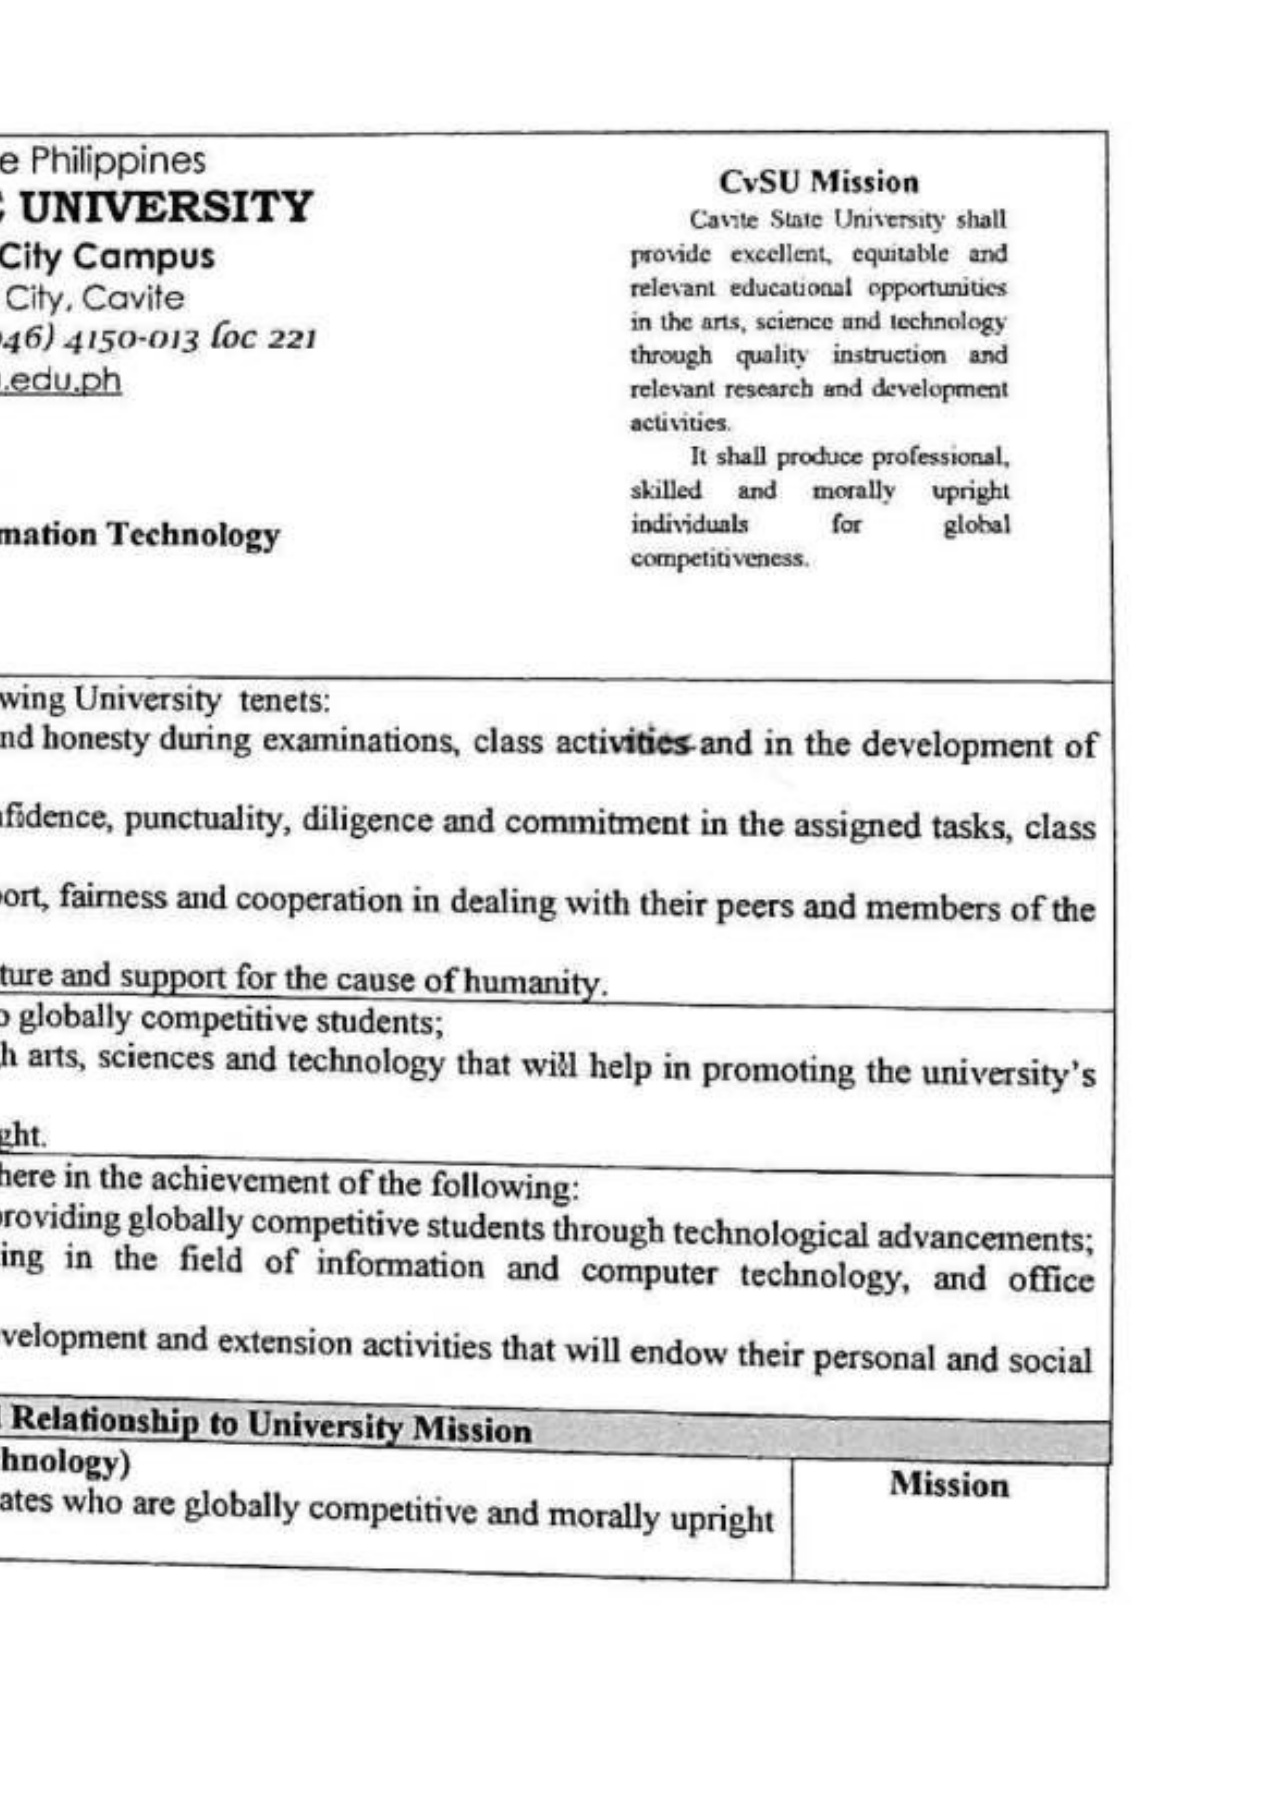 e Philippines
UNIVERSITY
City Campus
City, Cavite
046) 4150-013 loc 221
.edu.ph
mation Technology
CvSU Mission
Cavite State University shall
provide excellent, equitable and
relevant educational opportunities
in the arts, science and technology
through quality instruction and
relevant research and development
activities.
It shall produce professional,
skilled and morally upright
individuals for global
competitiveness.
wing University tenets:
nd honesty during examinations, class activities and in the development of
fidence, punctuality, diligence and commitment in the assigned tasks, class
ort, fairness and cooperation in dealing with their peers and members of the
ture and support for the cause of humanity.
o globally competitive students;
h arts, sciences and technology that will help in promoting the university's
ght.
here in the achievement of the following:
roviding globally competitive students through technological advancements;
ing in the field of information and computer technology, and office
velopment and extension activities that will endow their personal and social
Relationship to University Mission
hnology)
ates who are globally competitive and morally upright
Mission